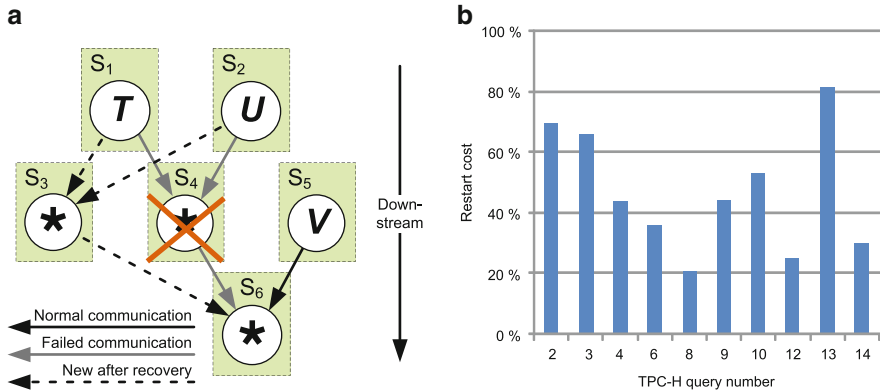 a
S1
S2
T
U
S3
S4
S5
*
*
V
Down-
stream
S6
*
Normal communication
Failed communication
New after recovery
b
100 %
80 %
60 %
40 %
20 %
0 %
Restart cost
2 3 4 6 8 9 10 12 13 14
TPC-H query number